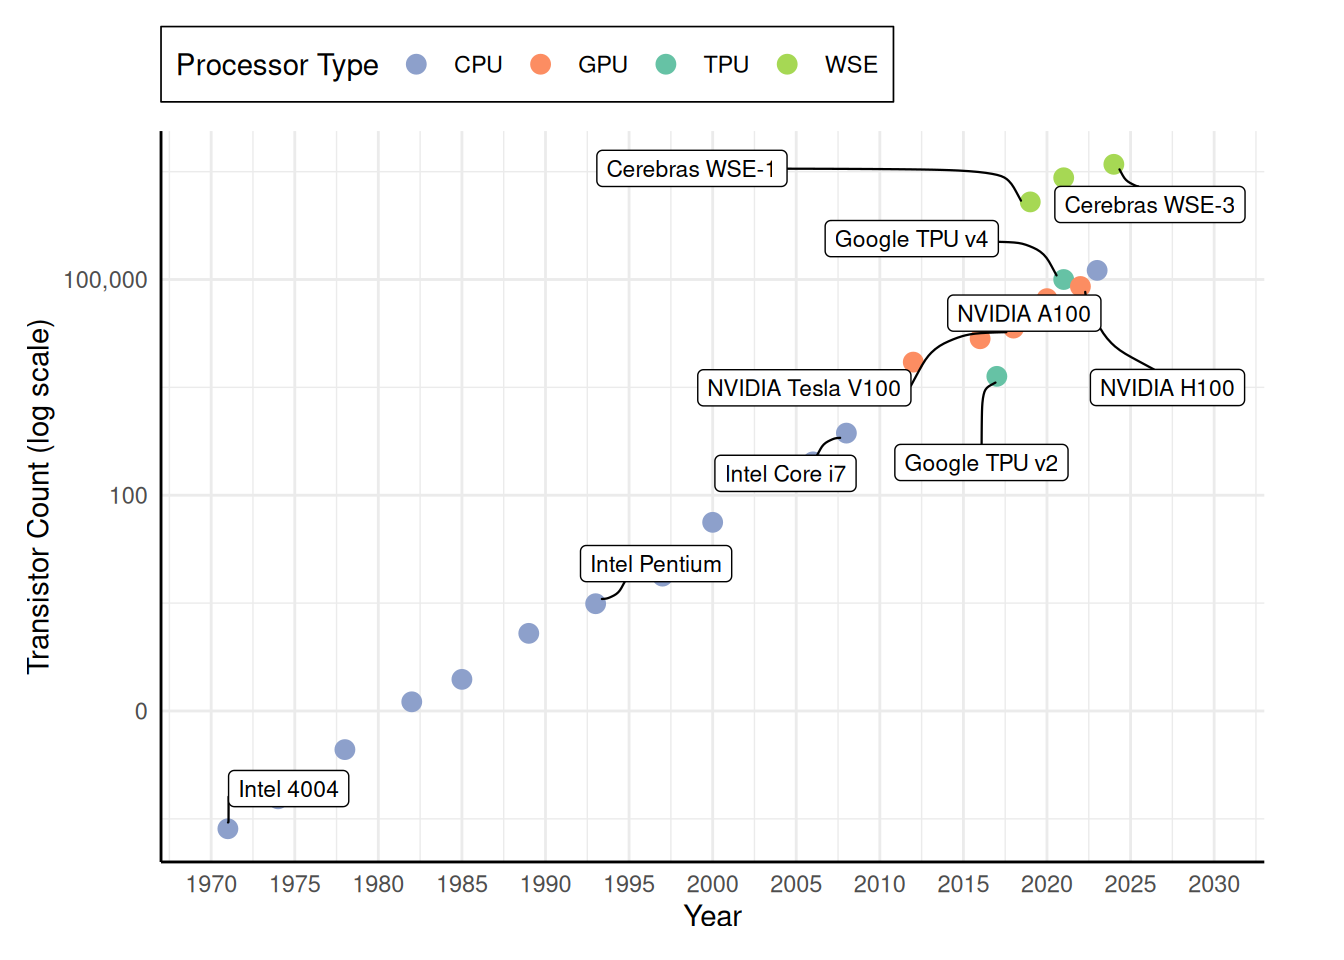 Processor Type CPU GPU TPU WSE
Cerebras WSE-1
Cerebras WSE-3
Google TPU v4
NVIDIA A100
NVIDIA Tesla V100
NVIDIA H100
Google TPU v2
Intel Core i7
Intel Pentium
Intel 4004
Transistor Count (log scale)
100,000
100
0
1970 1975 1980 1985 1990 1995 2000 2005 2010 2015 2020 2025 2030
Year